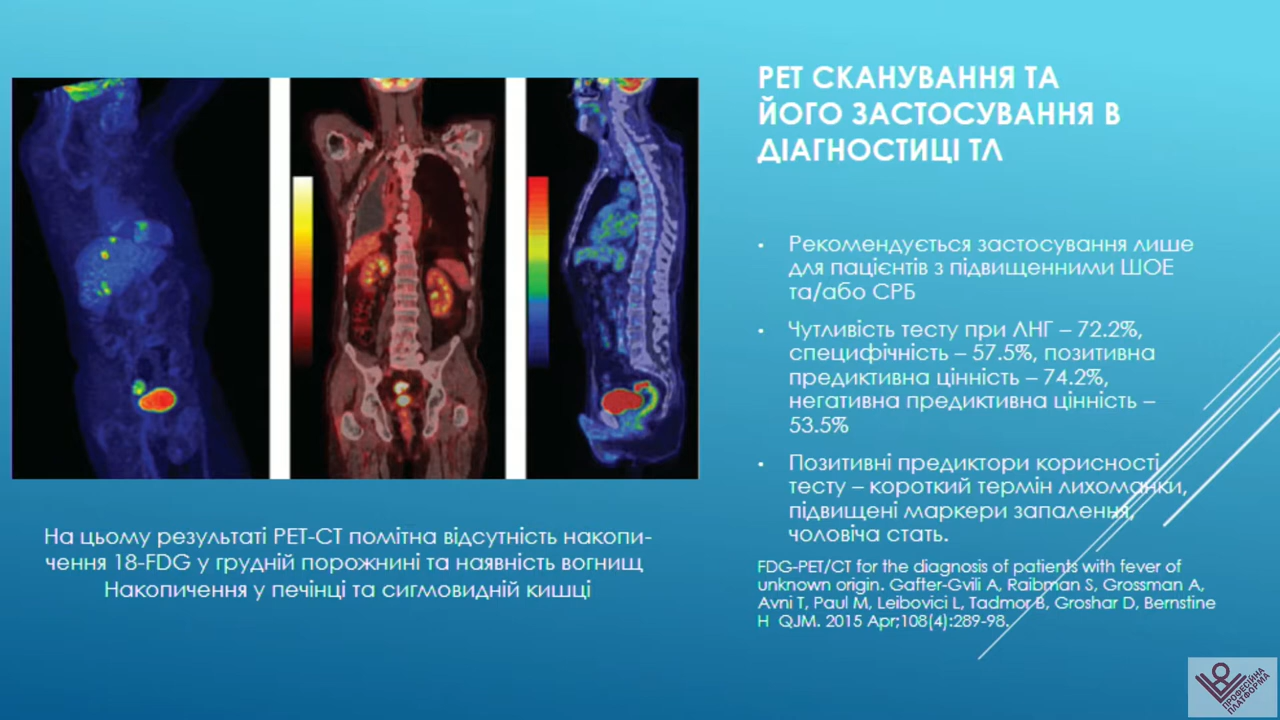 РЕТ СКАНУВАННЯ ТА
ЙОГО ЗАСТОСУВАННЯ В
ДІАГНОСТИЦІ ТЛ
• Рекомендується застосування лише
для пацієнтів з підвищенними ШОЕ
та/або СРБ
• Чутливість тесту при ЛНГ – 72.2%,
специфічність – 57.5%, позитивна
предиктивна цінність – 74.2%,
негативна предиктивна цінність –
53.5%
• Позитивні предиктори корисності
тесту – короткий термін лихоманки,
підвищені маркери запалення,
чоловіча стать.
FDG-PET/CT for the diagnosis of patients with fever of
unknown origin. Gafter-Gvili A, Raibman S, Grossman A,
Avni T, Paul M, Leibovici L, Tadmor B, Groshar D, Bernstine
H QJM. 2015 Apr;108(4):289-98.
На цьому результаті РЕТ-СТ помітна відсутність накопи-
чення 18-FDG у грудній порожнині та наявність вогнищ
Накопичення у печінці та сигмовидній кишці
ПРОФЕСІЙНА
ПЛАТФОРМА